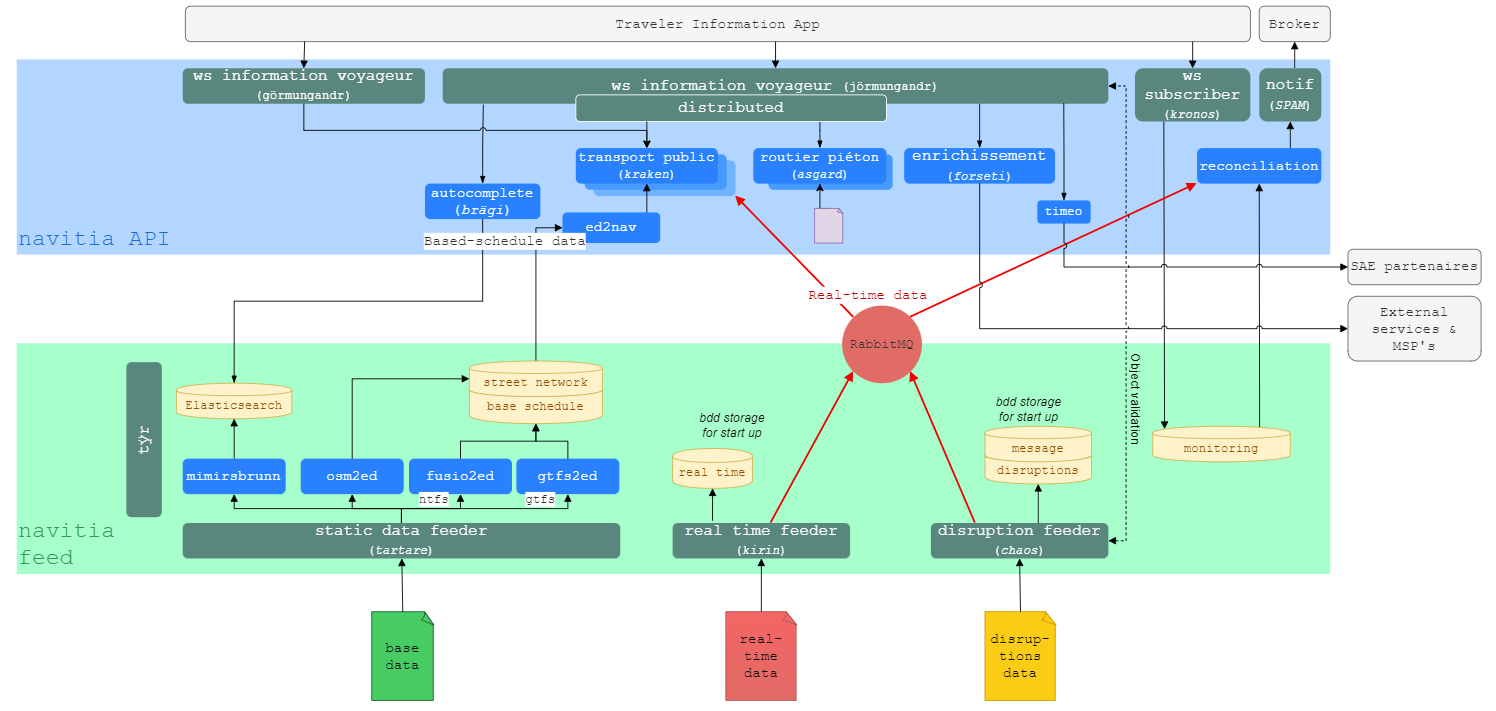 Traveler Information App
Broker
ws information voyageur
(görmungandr)
ws information voyageur (jörmungandr)
distributed
ws
subscriber
(kronos)
notif
(SPAM)
transport public
(kraken)
routier piéton
(asgard)
enrichissement
(forseti)
reconciliation
autocomplete
(brägi)
ed2nav
timeo
navitia API
Based-schedule data
SAE partenaires
External
services &
MSP's
Real-time data
RabbitMQ
Object validation
tÿr
Elasticsearch
street network
base schedule
bdd storage
for start up
real time
bdd storage
for start up
message
disruptions
monitoring
mimirsbrunn
osm2ed
fusio2ed
gtfs2ed
ntfs
gtfs
navitia
feed
static data feeder
(tartare)
real time feeder
(kirin)
disruption feeder
(chaos)
base
data
real-
time
data
disrup-
tions
data